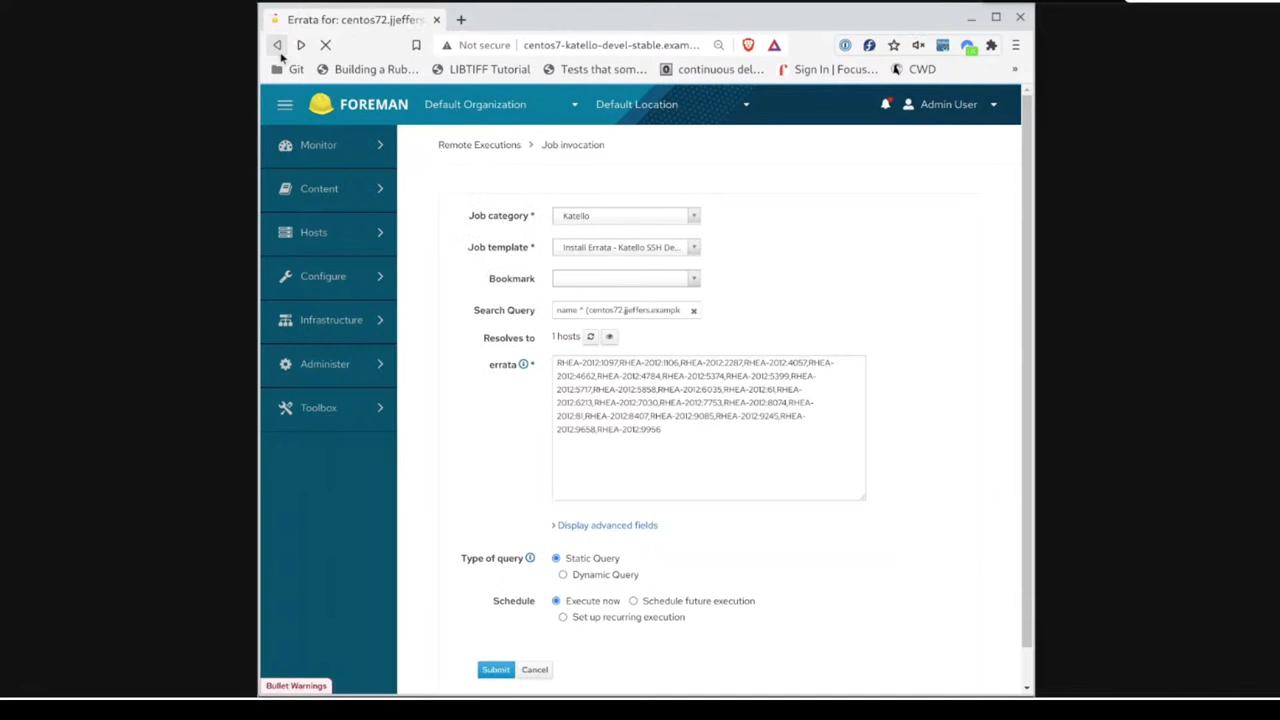 Errata for: centos72.jjeffers
Not secure centos7-katello-devel-stable.exam...
Git Building a Rub... LIBTIFF Tutorial Tests that som... continuous del... Sign In | Focus... CWD »
FOREMAN Default Organization Default Location Admin User
Monitor
Content
Hosts
Configure
Infrastructure
Administer
Toolbox
Remote Executions > Job invocation
Job category * Katello
Job template * Install Errata - Katello SSH De...
Bookmark
Search Query name ^ (centos72.jjeffers.exampl
Resolves to 1 hosts
errata *
RHEA-2012:1097,RHEA-2012:1106,RHEA-2012:2287,RHEA-2012:4057,RHEA-
2012:4662,RHEA-2012:4784,RHEA-2012:5374,RHEA-2012:5399,RHEA-
2012:5717,RHEA-2012:5858,RHEA-2012:6035,RHEA-2012:61,RHEA-
2012:6213,RHEA-2012:7030,RHEA-2012:7753,RHEA-2012:8074,RHEA-
2012:81,RHEA-2012:8407,RHEA-2012:9085,RHEA-2012:9245,RHEA-
2012:9658,RHEA-2012:9956
Display advanced fields
Type of query Static Query
Dynamic Query
Schedule Execute now Schedule future execution
Set up recurring execution
Submit Cancel
Bullet Warnings